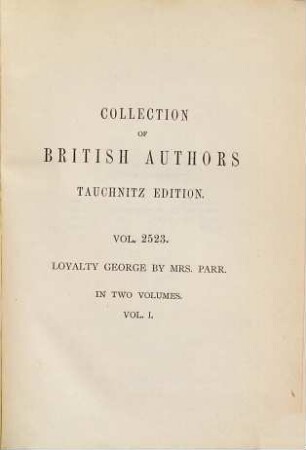 COLLECTION
OF
BRITISH AUTHORS
TAUCHNITZ EDITION.
VOL. 2523.
LOYALTY GEORGE BY MRS. PARR.
IN TWO VOLUMES.
VOL. I.